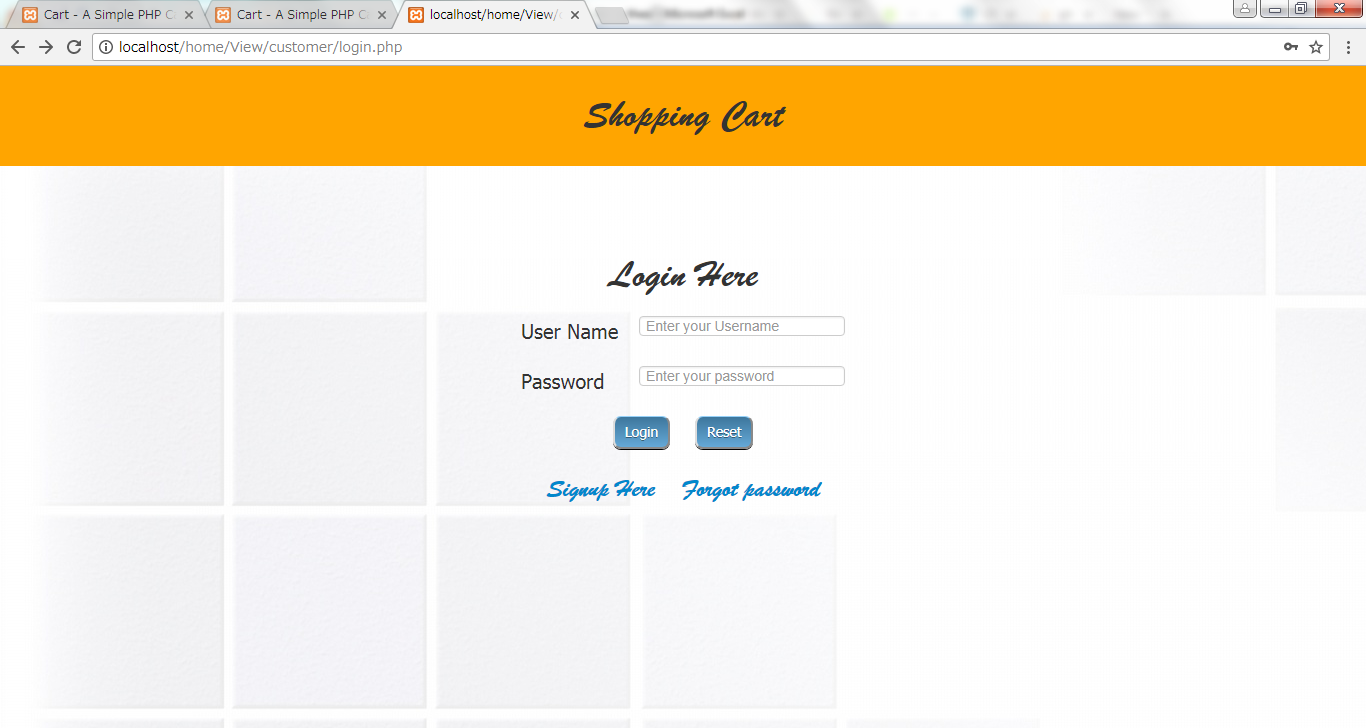 Cart - A Simple PHP C Cart - A Simple PHP C localhost/home/View/c
localhost/home/View/customer/login.php
Shopping Cart
Login Here
User Name Enter your Username
Password Enter your password
Login Reset
Signup Here Forgot password